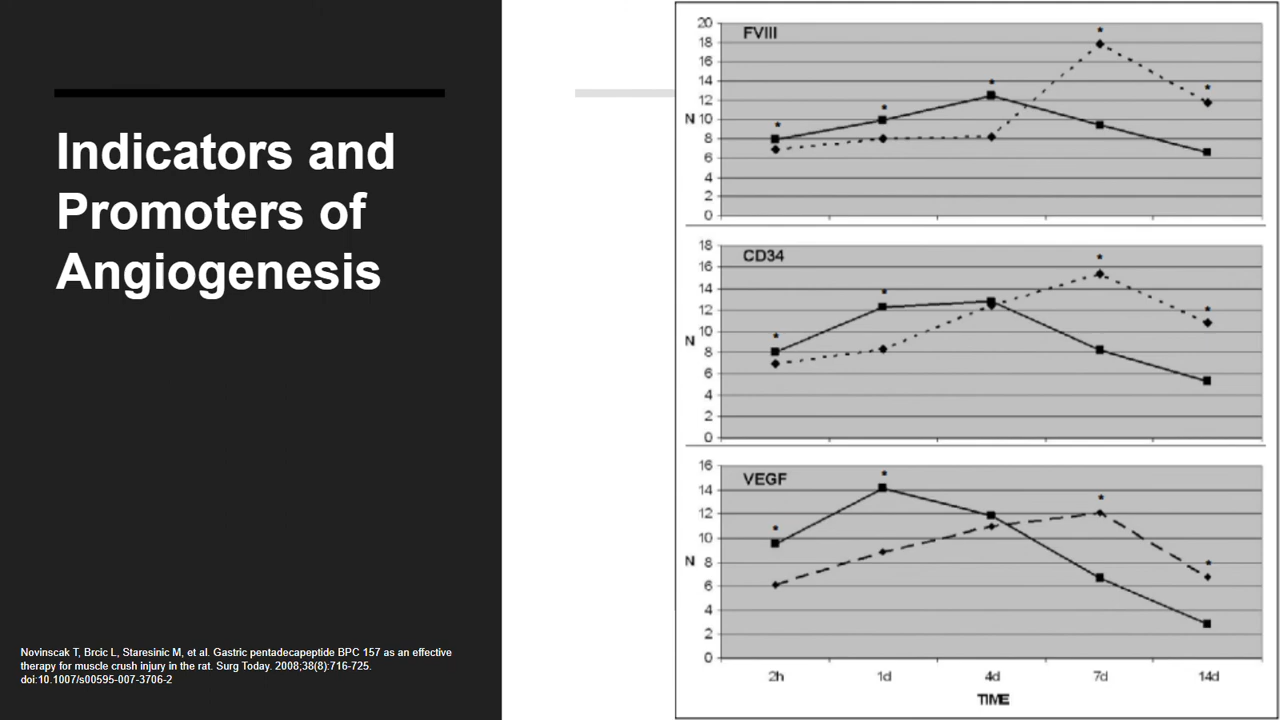 Indicators and
Promoters of
Angiogenesis
Novinscak T, Brcic L, Staresinic M, et al. Gastric pentadecapeptide BPC 157 as an effective
therapy for muscle crush injury in the rat. Surg Today. 2008;38(8):716-725.
doi:10.1007/s00595-007-3706-2
FVIII
20
18
16
14
12
N 10
8
6
4
2
0
* * * * *
CD34
18
16
14
12
10
N
8
6
4
2
0
* * * *
VEGF
16
14
12
10
N 8
6
4
2
0
* * * *
2h 1d 4d 7d 14d
TIME